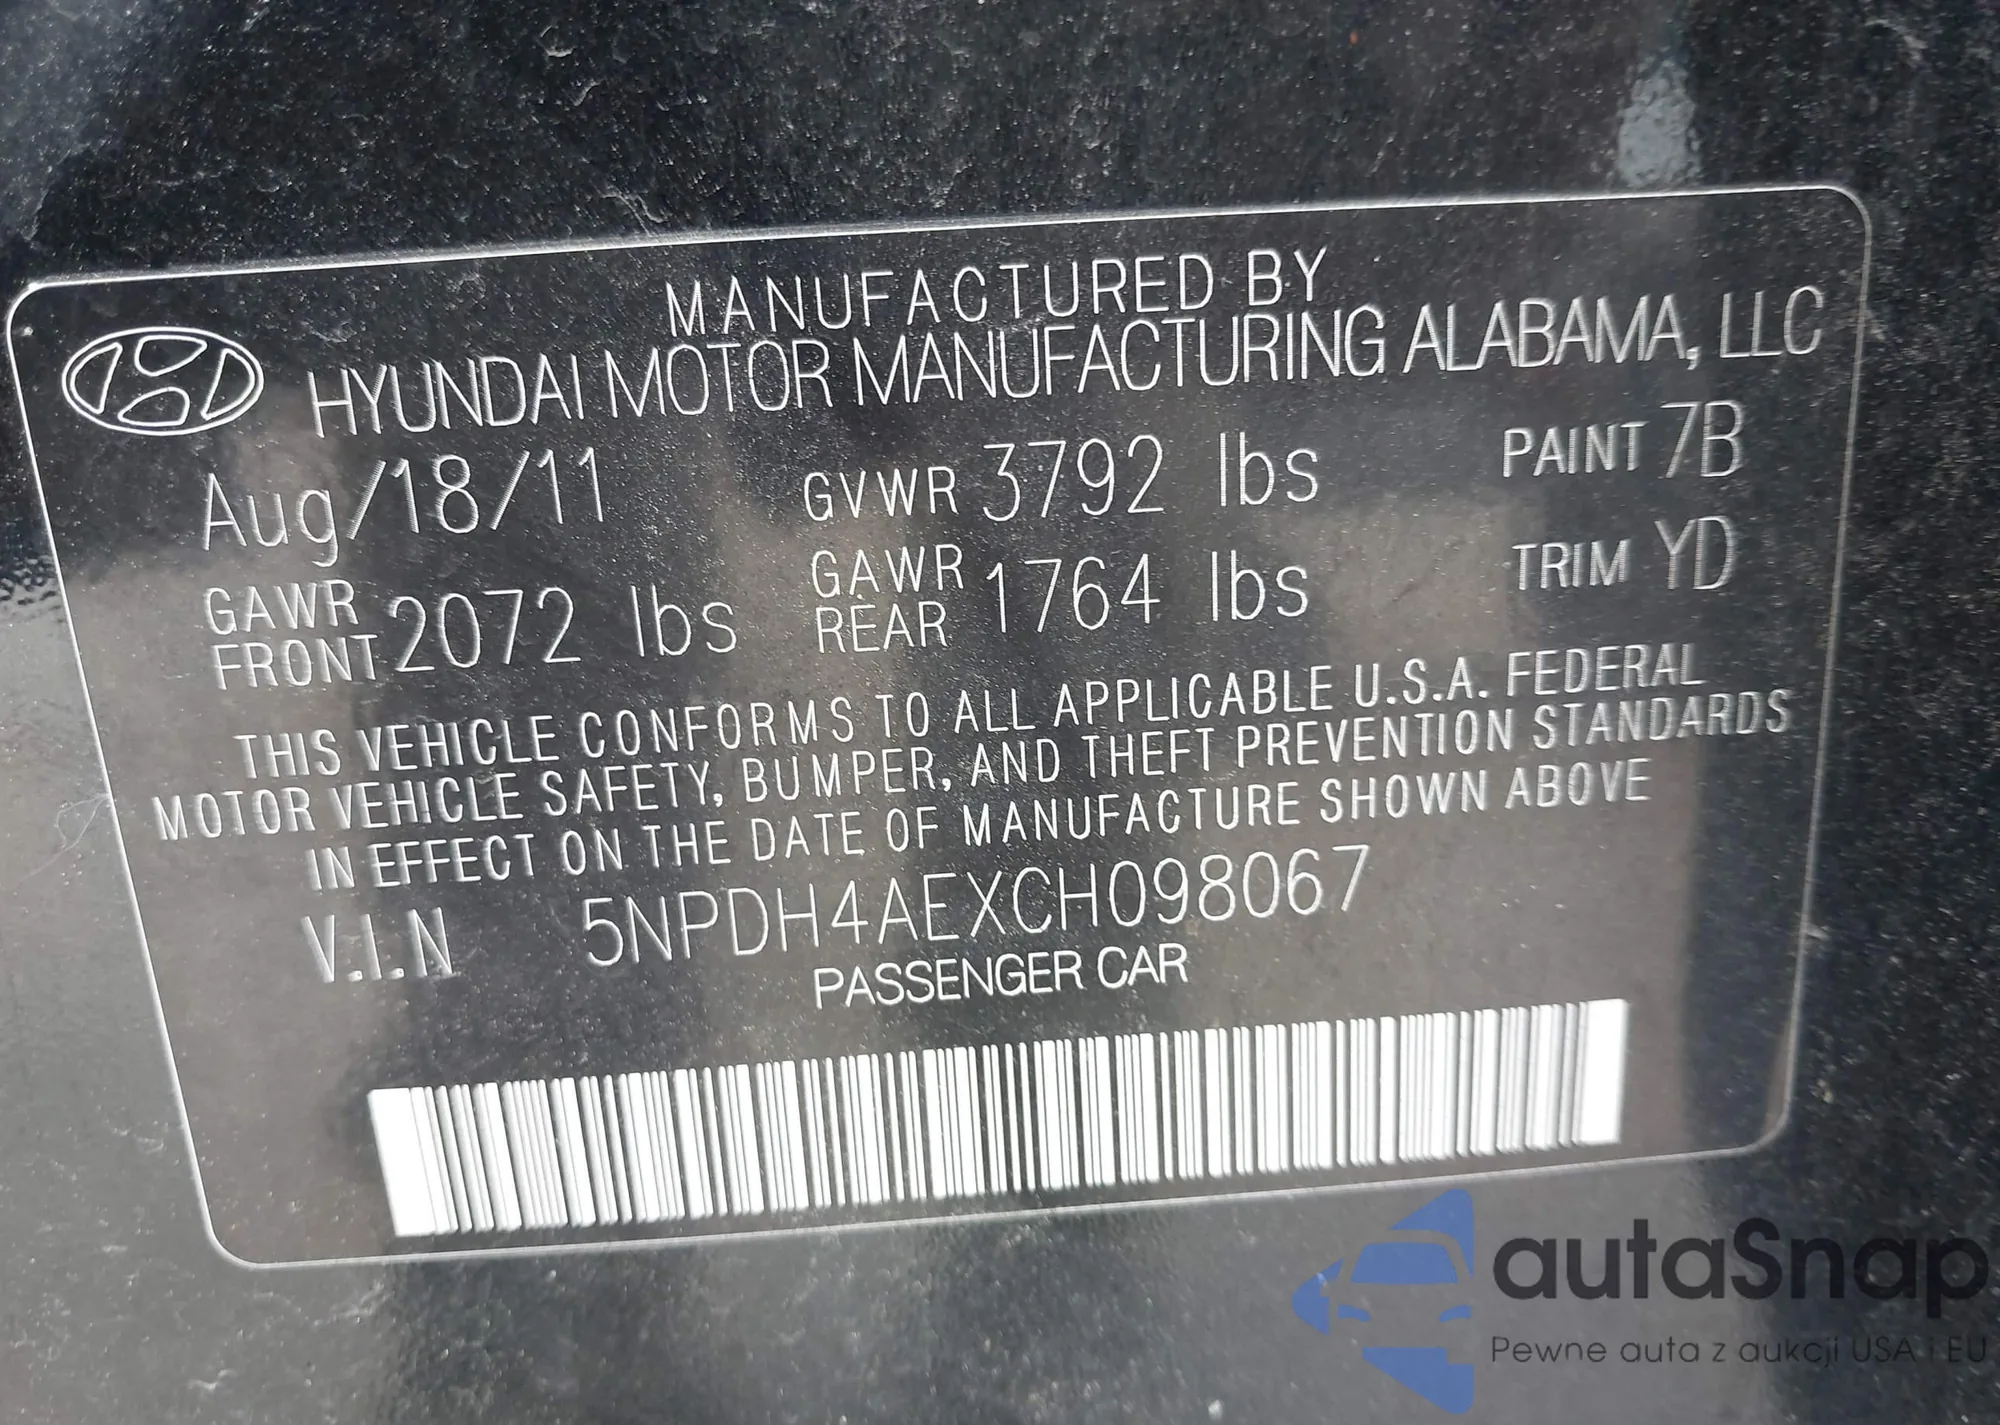 MANUFACTURED BY
HYUNDAI MOTOR MANUFACTURING ALABAMA, LLC
Aug/18/11 GVWR 3792 lbs PAINT 7B
GAWR FRONT 2072 lbs GAWR REAR 1764 lbs TRIM YD
THIS VEHICLE CONFORMS TO ALL APPLICABLE U.S.A. FEDERAL
MOTOR VEHICLE SAFETY, BUMPER, AND THEFT PREVENTION STANDARDS
IN EFFECT ON THE DATE OF MANUFACTURE SHOWN ABOVE
V.I.N 5NPDH4AEXCH098067
PASSENGER CAR
autaSnap
Pewne auta z aukcji USA i EU